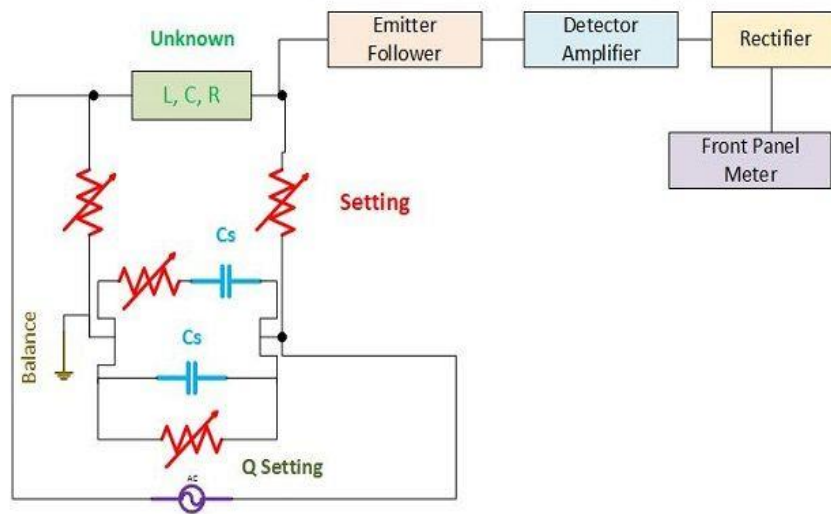 Unknown
L, C, R
Emitter
Follower
Detector
Amplifier
Rectifier
Front Panel
Meter
Setting
Cs
Cs
Balance
Q Setting
AC